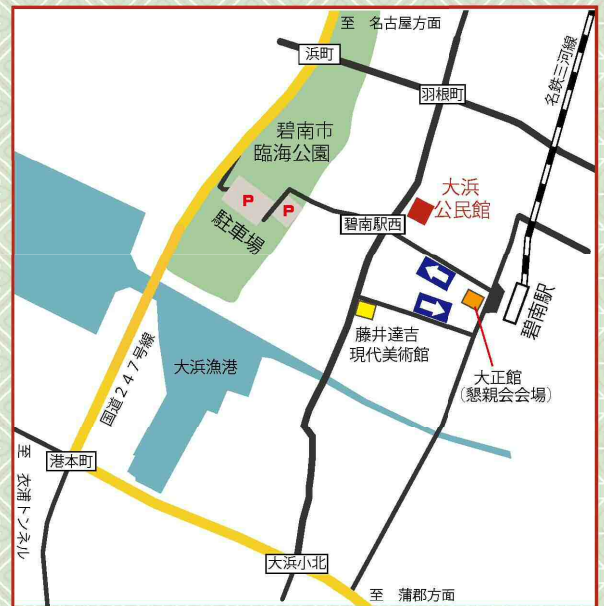 至 名古屋方面
浜町
羽根町
名鉄三河線
碧南市
臨海公園
大浜
公民館
P
P
駐車場
碧南駅西
碧南駅
藤井達吉
現代美術館
大正館
(懇親会会場)
大浜漁港
国道247号線
港本町
至 衣浦トンネル
大浜小北
至 蒲郡方面